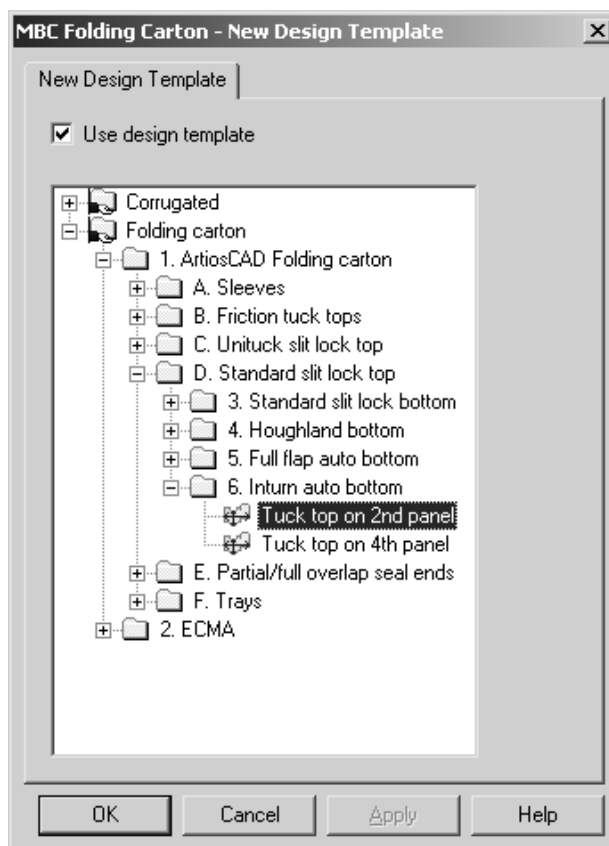 MBC Folding Carton - New Design Template
New Design Template
Use design template
Corrugated
Folding carton
1. ArtiosCAD Folding carton
A. Sleeves
B. Friction tuck tops
C. Unituck slit lock top
D. Standard slit lock top
3. Standard slit lock bottom
4. Houghland bottom
5. Full flap auto bottom
6. Inturn auto bottom
Tuck top on 2nd panel
Tuck top on 4th panel
E. Partial/full overlap seal ends
F. Trays
2. ECMA
OK Cancel Apply Help